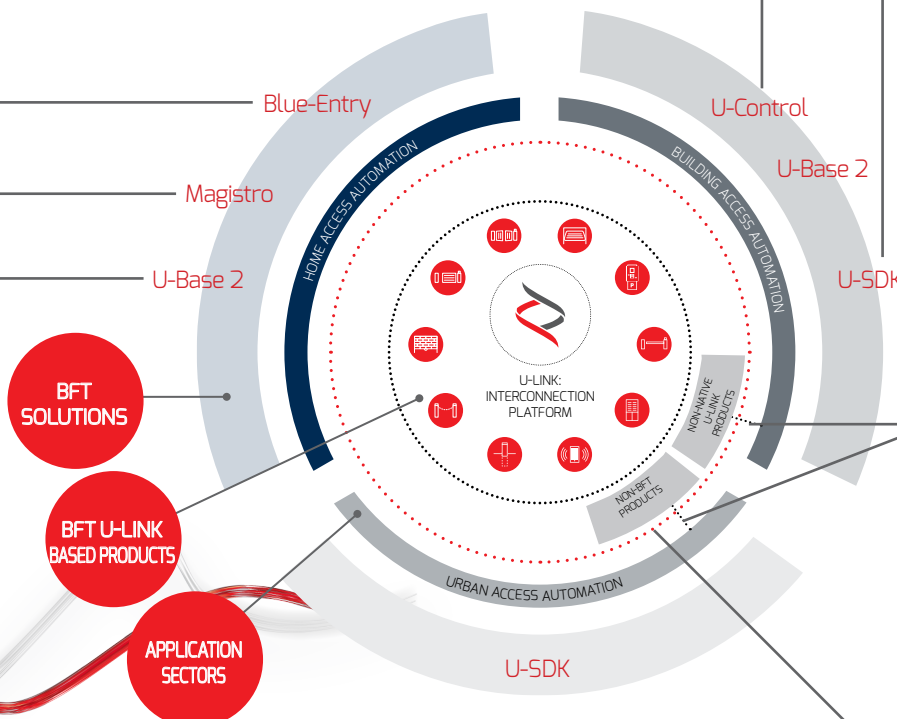 Blue-Entry
Magistro
U-Base 2
HOME ACCESS AUTOMATION
U-Control
U-Base 2
U-SDK
BUILDING ACCESS AUTOMATION
P
U-LINK:
INTERCONNECTION
PLATFORM
NON-NATIVE
U-LINK
PRODUCTS
NON-BFT
PRODUCTS
URBAN ACCESS AUTOMATION
U-SDK
BFT
SOLUTIONS
BFT U-LINK
BASED PRODUCTS
APPLICATION
SECTORS